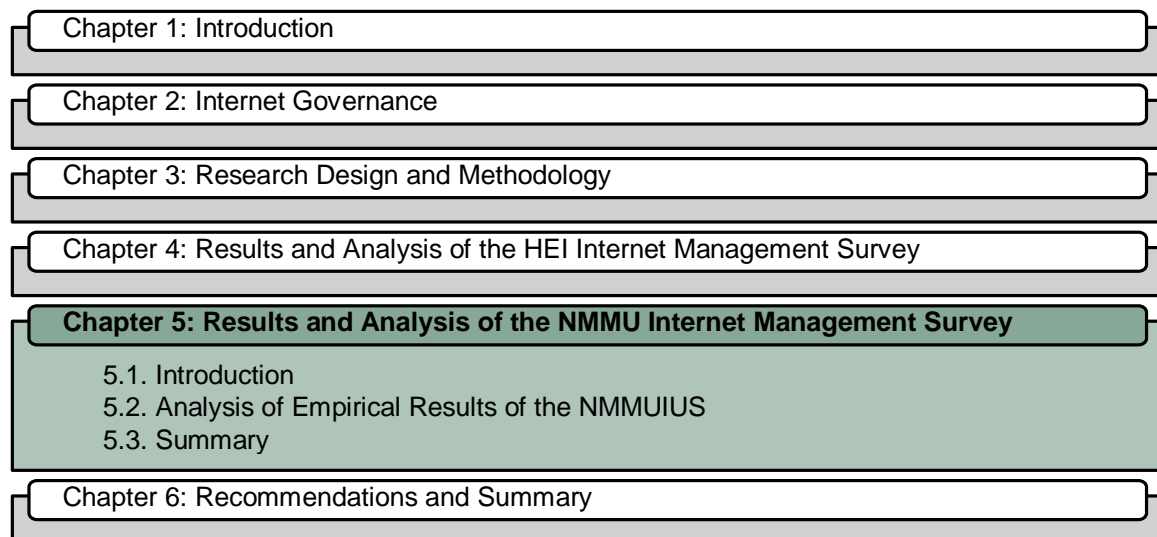 Chapter 1: Introduction
Chapter 2: Internet Governance
Chapter 3: Research Design and Methodology
Chapter 4: Results and Analysis of the HEI Internet Management Survey
Chapter 5: Results and Analysis of the NMMU Internet Management Survey
5.1. Introduction
5.2. Analysis of Empirical Results of the NMMUIUS
5.3. Summary
Chapter 6: Recommendations and Summary